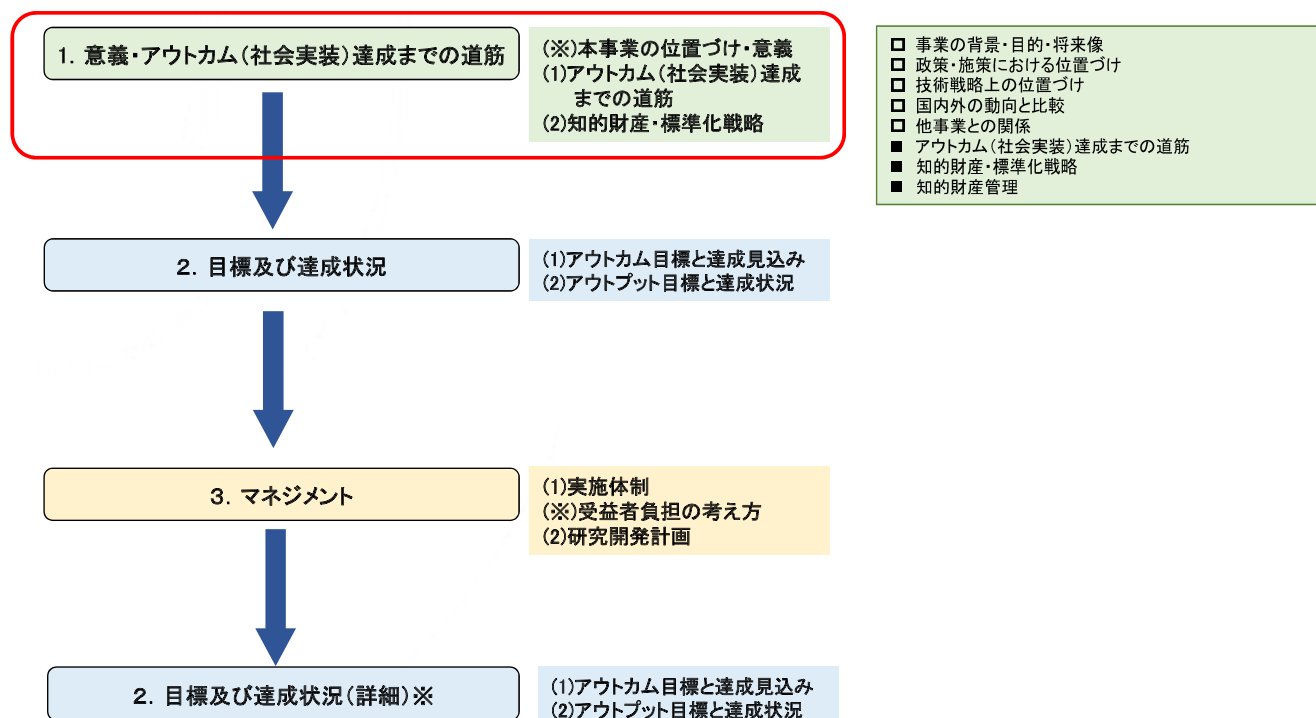 1. 意義・アウトカム(社会実装)達成までの道筋
(※)本事業の位置づけ・意義
(1)アウトカム(社会実装)達成
までの道筋
(2)知的財産・標準化戦略
□ 事業の背景・目的・将来像
□ 政策・施策における位置づけ
□ 技術戦略上の位置づけ
□ 国内外の動向と比較
□ 他事業との関係
■ アウトカム(社会実装)達成までの道筋
■ 知的財産・標準化戦略
■ 知的財産管理
2. 目標及び達成状況
(1)アウトカム目標と達成見込み
(2)アウトプット目標と達成状況
3. マネジメント
(1)実施体制
(※)受益者負担の考え方
(2)研究開発計画
2. 目標及び達成状況(詳細)※
(1)アウトカム目標と達成見込み
(2)アウトプット目標と達成状況